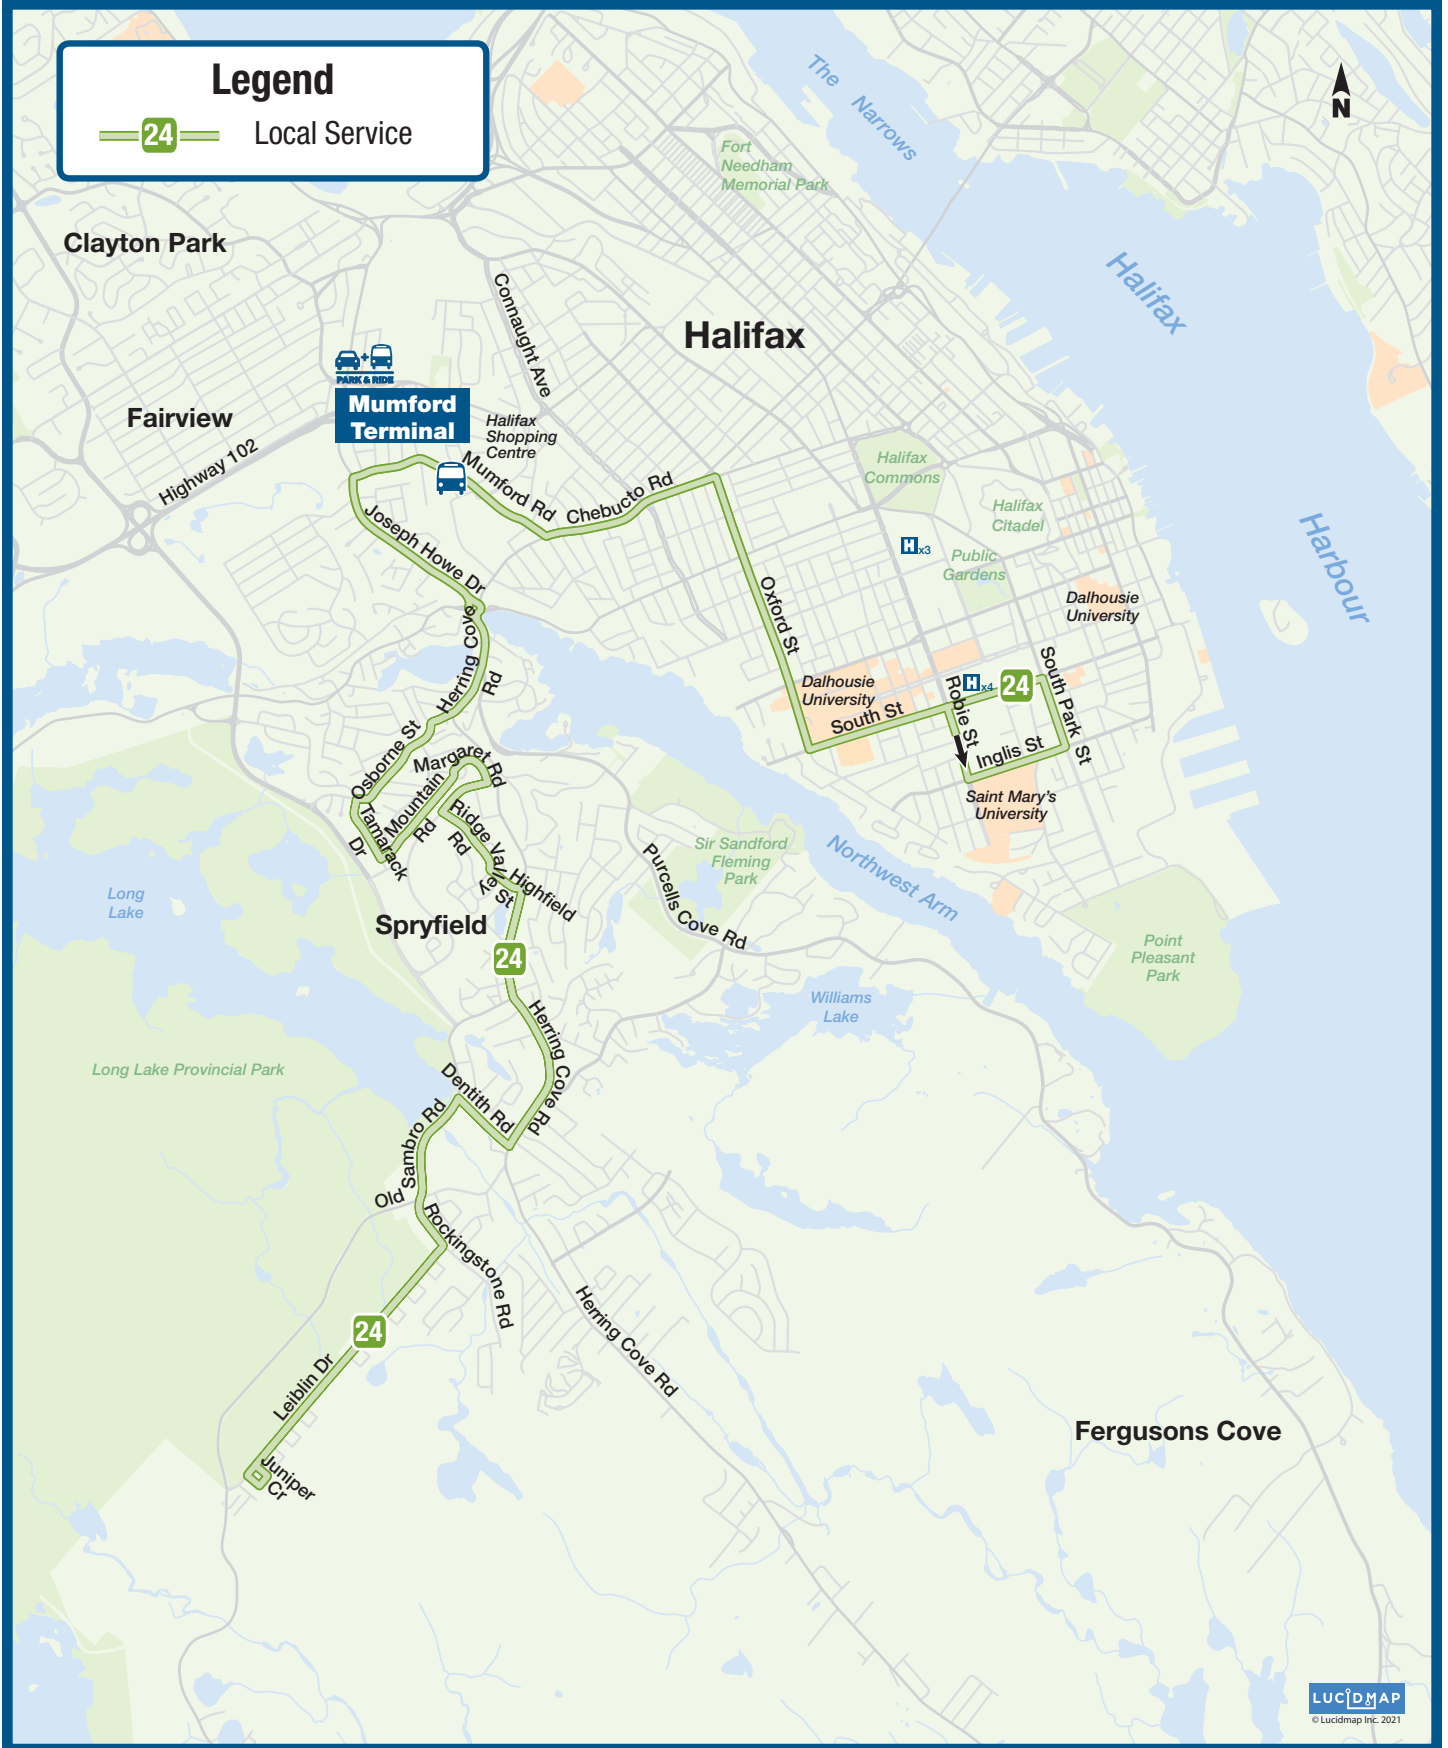 Legend
24 Local Service
The Narrows
N
Fort
Needham
Memorial Park
Clayton Park
Halifax
Connaught Ave
Halifax
PARK & RIDE
Mumford
Terminal
Fairview
Halifax
Shopping
Centre
Highway 102
Mumford Rd
Chebucto Rd
Halifax
Commons
Halifax
Citadel
Harbour
Joseph Howe Dr
H x3
Public
Gardens
Oxford St
Dalhousie
University
Herring Cove Rd
Dalhousie
University
H x4
24
South Park St
Robie St
South St
Inglis St
Osborne St
Margaret Rd
Mountain Rd
Saint Mary's
University
Tamarack Dr
Ridge Valley Rd
Sir Sandford
Fleming
Park
Northwest Arm
Purcells Cove Rd
Highfield St
Long
Lake
Spryfield
24
Point
Pleasant
Park
Williams
Lake
Herring Cove Rd
Long Lake Provincial Park
Dentith Rd
Old Sambro Rd
Rockingstone Rd
Herring Cove Rd
24
Leiblin Dr
Fergusons Cove
Juniper
Cr
LUCIDMAP
© Lucidmap Inc. 2021